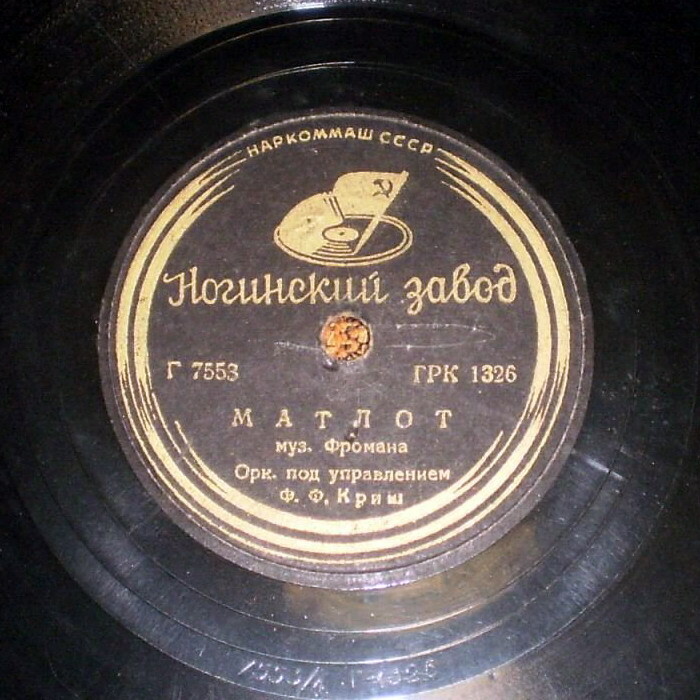 НАРКОММАШ СССР
Ногинский завод
Г 7553 ГРК 1326
МАТЛОТ
муз. Фромана
Орк. под управлением
Ф. Ф. Криш